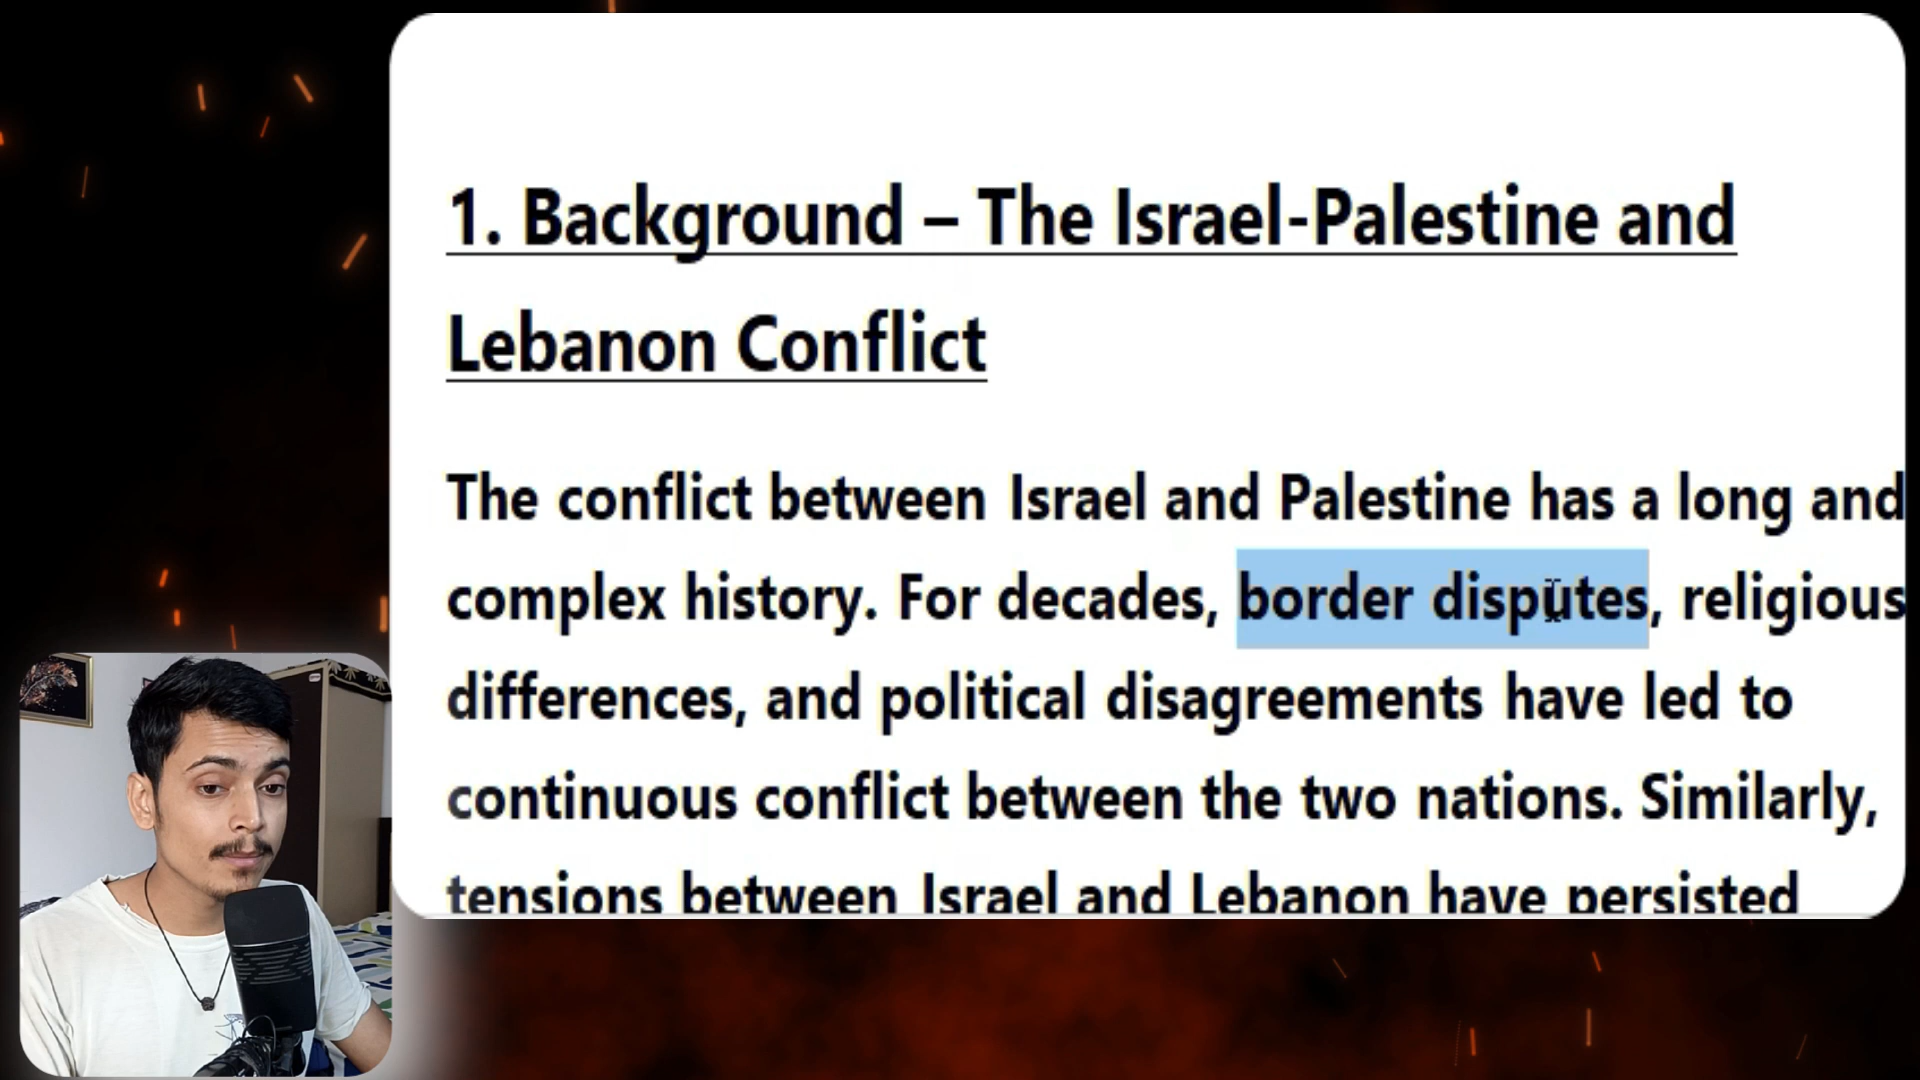 1. Background – The Israel-Palestine and
Lebanon Conflict
The conflict between Israel and Palestine has a long and
complex history. For decades, border disputes, religious
differences, and political disagreements have led to
continuous conflict between the two nations. Similarly,
tensions between Israel and Lebanon have persisted